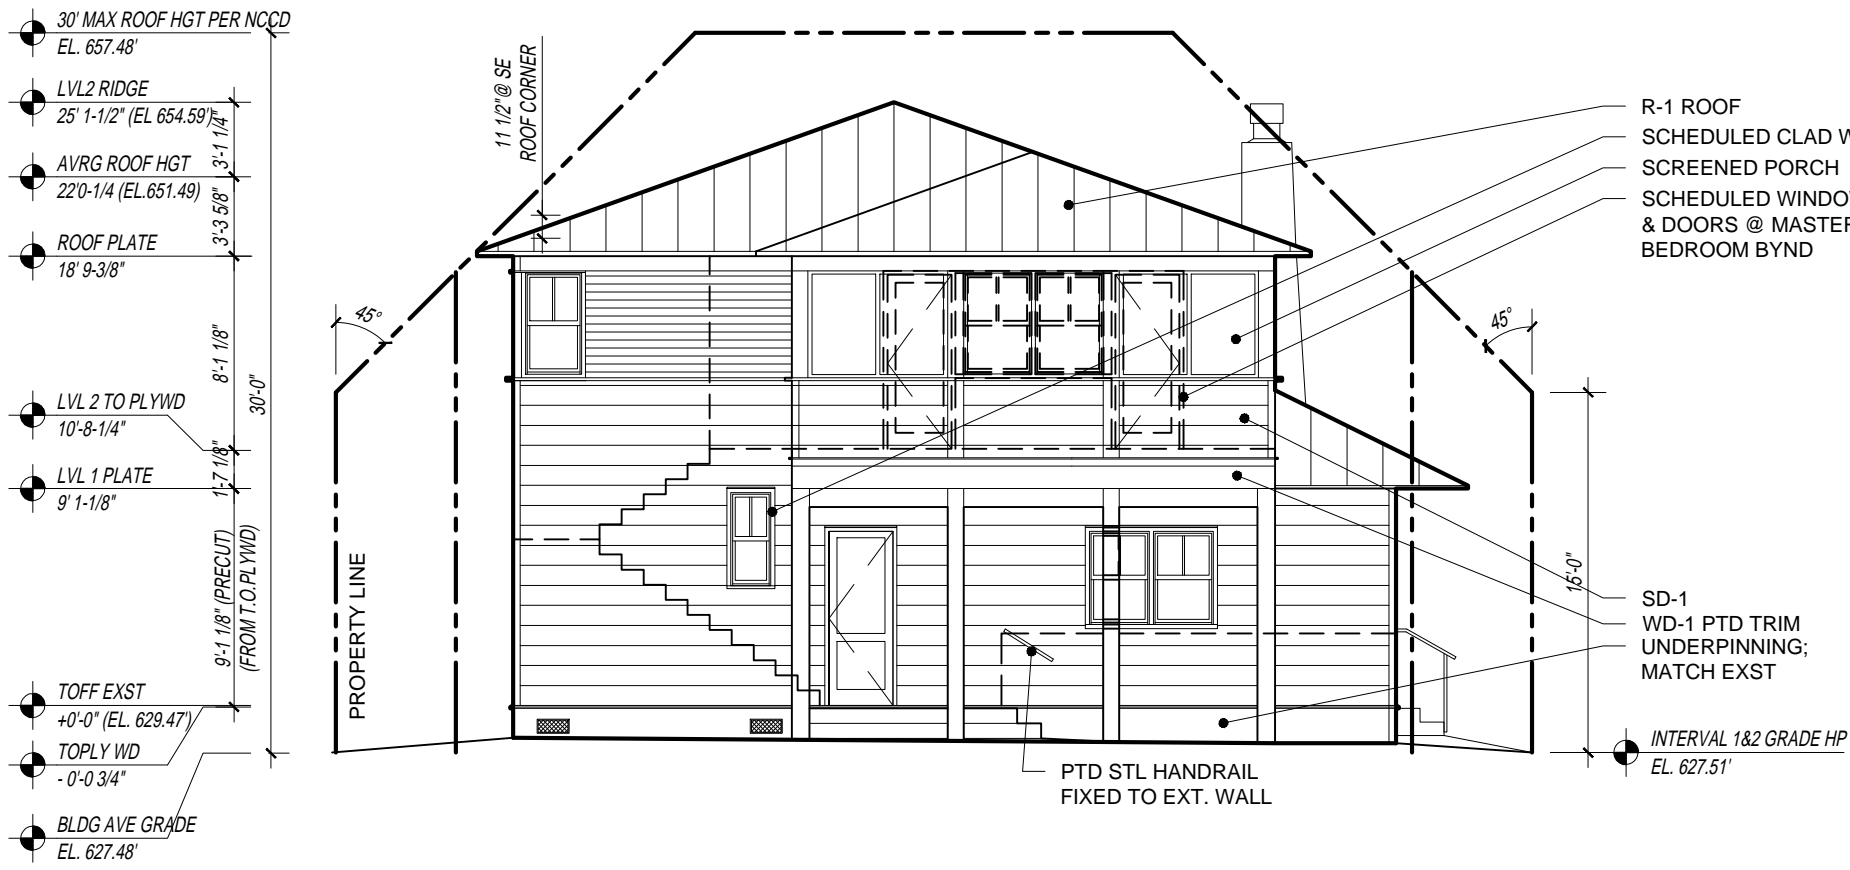 30' MAX ROOF HGT PER NCCD
EL. 657.48'
LVL2 RIDGE
25' 1-1/2" (EL 654.59')
AVRG ROOF HGT
22'0-1/4 (EL.651.49)
ROOF PLATE
18' 9-3/8"
LVL 2 TO PLYWD
10'-8-1/4"
LVL 1 PLATE
9' 1-1/8"
TOFF EXST
+0'-0" (EL. 629.47')
TOPLY WD
- 0'-0 3/4"
BLDG AVE GRADE
EL. 627.48'
3'-1 1/4"
3'-3 5/8"
8'-1 1/8"
1'-7 1/8"
9'-1 1/8" (PRECUT)
(FROM T.O.PLYWD)
30'-0"
11 1/2"@ SE
ROOF CORNER
45°
PROPERTY LINE
45°
15'-0"
R-1 ROOF
SCHEDULED CLAD W
SCREENED PORCH
SCHEDULED WINDOW
& DOORS @ MASTER
BEDROOM BYND
SD-1
WD-1 PTD TRIM
UNDERPINNING;
MATCH EXST
INTERVAL 1&2 GRADE HP
EL. 627.51'
PTD STL HANDRAIL
FIXED TO EXT. WALL